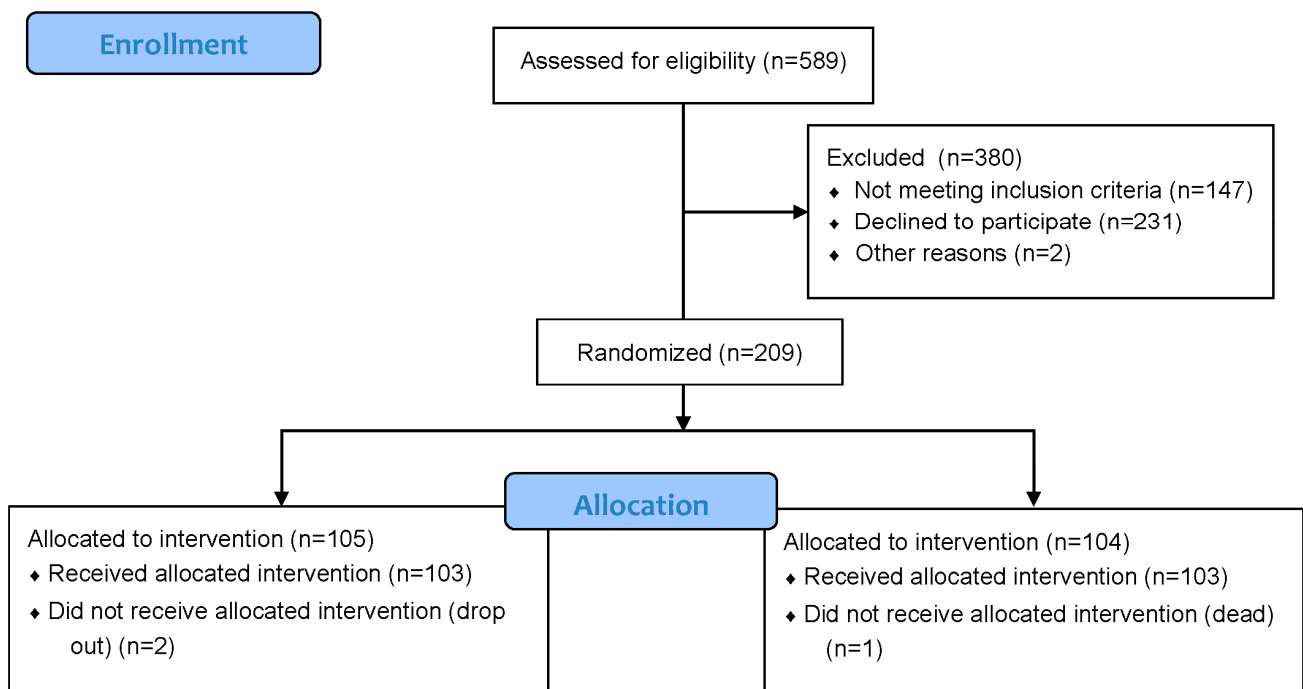 Enrollment
Assessed for eligibility (n=589)
Excluded (n=380)
♦ Not meeting inclusion criteria (n=147)
♦ Declined to participate (n=231)
♦ Other reasons (n=2)
Randomized (n=209)
Allocation
Allocated to intervention (n=105)
♦ Received allocated intervention (n=103)
♦ Did not receive allocated intervention (drop
out) (n=2)
Allocated to intervention (n=104)
♦ Received allocated intervention (n=103)
♦ Did not receive allocated intervention (dead)
(n=1)